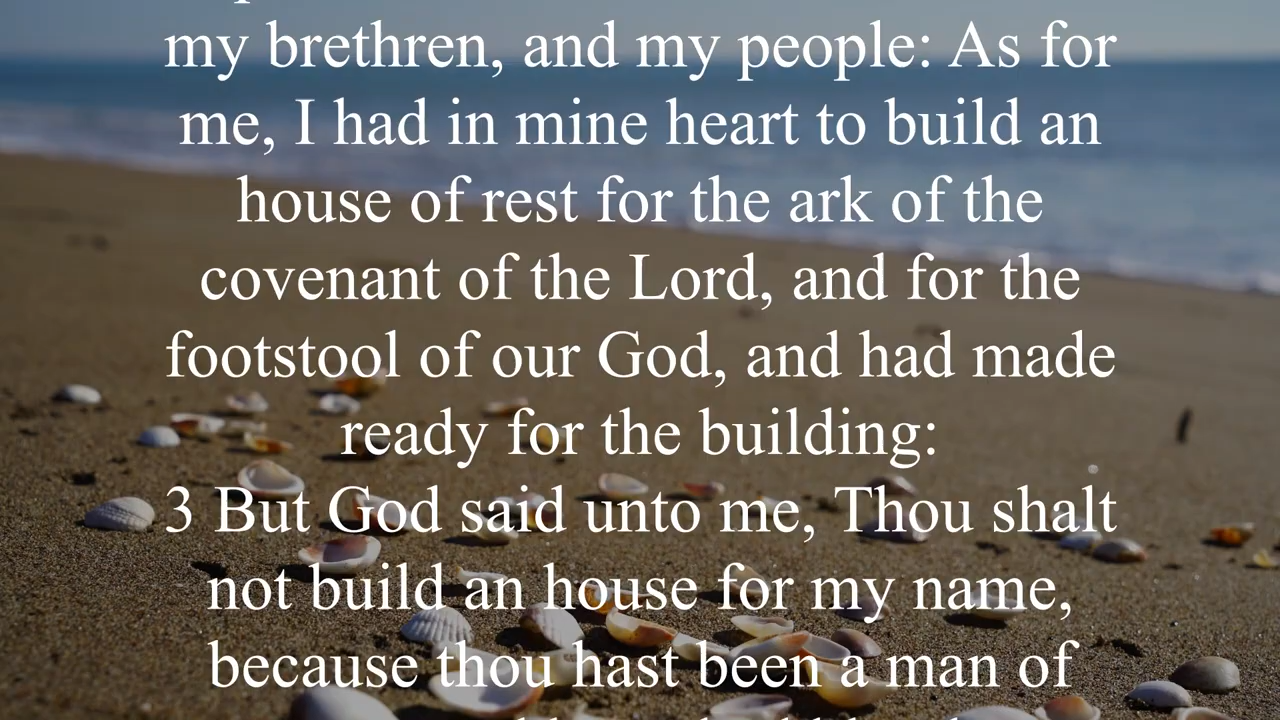 my brethren, and my people: As for
me, I had in mine heart to build an
house of rest for the ark of the
covenant of the Lord, and for the
footstool of our God, and had made
ready for the building:
3 But God said unto me, Thou shalt
not build an house for my name,
because thou hast been a man of